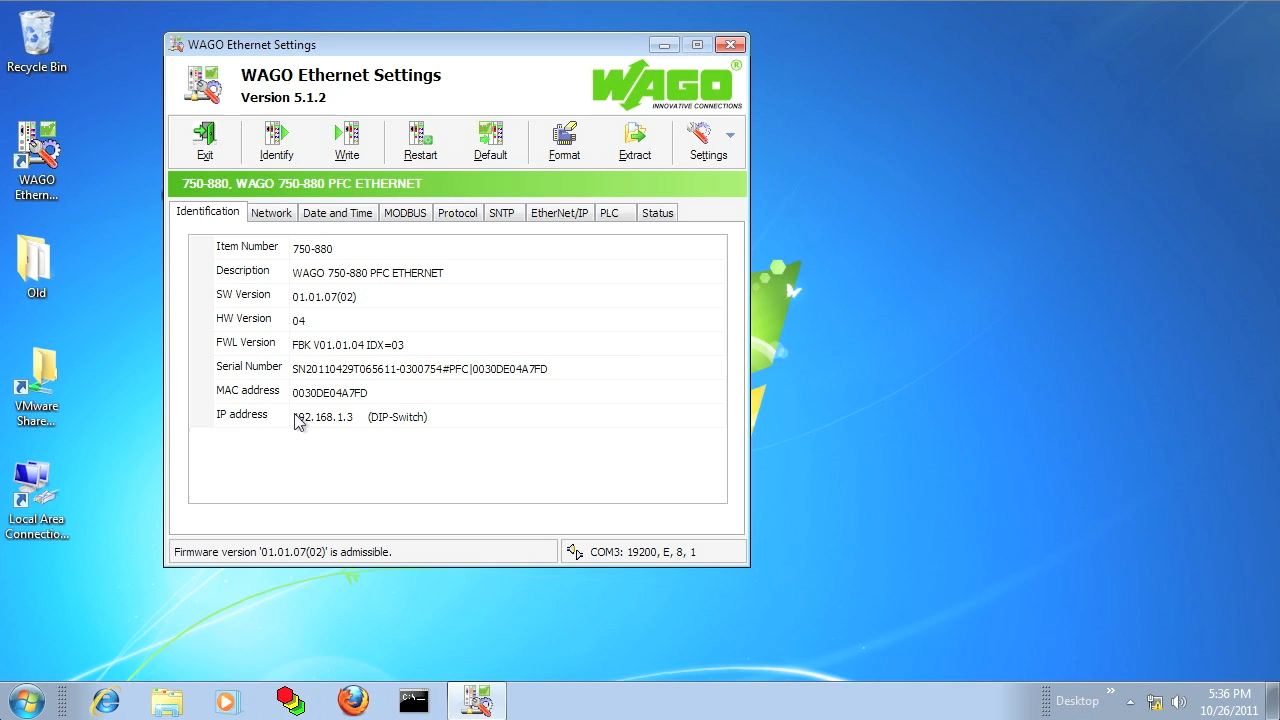 Recycle Bin
WAGO
Ethern...
Old
VMware
Share...
Local Area
Connectio...
WAGO Ethernet Settings
WAGO Ethernet Settings
Version 5.1.2
WAGO®
INNOVATIVE CONNECTIONS
Exit Identify Write Restart Default Format Extract Settings
750-880, WAGO 750-880 PFC ETHERNET
Identification Network Date and Time MODBUS Protocol SNTP EtherNet/IP PLC Status
Item Number 750-880
Description WAGO 750-880 PFC ETHERNET
SW Version 01.01.07(02)
HW Version 04
FWL Version FBK V01.01.04 IDX=03
Serial Number SN20110429T065611-0300754#PFC|0030DE04A7FD
MAC address 0030DE04A7FD
IP address 192.168.1.3 (DIP-Switch)
Firmware version '01.01.07(02)' is admissible. COM3: 19200, E, 8, 1
C:\.
Desktop »
5:36 PM
10/26/2011